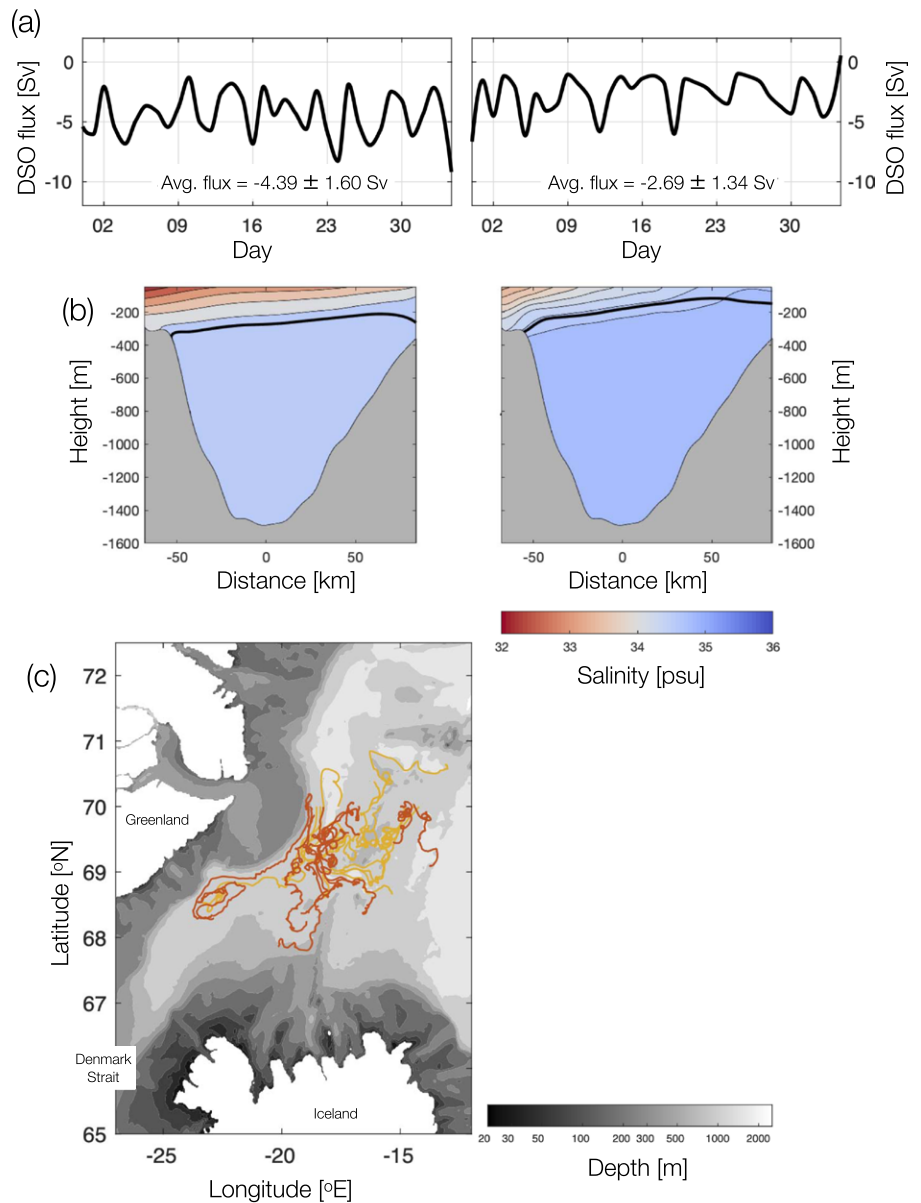 (a)
0
-5
-10
DSO flux [Sv]
Avg. flux = -4.39 ± 1.60 Sv
02 09 16 23 30
Day
Avg. flux = -2.69 ± 1.34 Sv
02 09 16 23 30
Day
0
-5
-10
DSO flux [Sv]
(b)
-200
-400
-600
-800
-1000
-1200
-1400
-1600
Height [m]
-50 0 50
Distance [km]
-200
-400
-600
-800
-1000
-1200
-1400
-1600
Height [m]
-50 0 50
Distance [km]
32 33 34 35 36
Salinity [psu]
(c)
72
71
70
69
68
67
66
65
Latitude [oN]
Greenland
Denmark
Strait
Iceland
-25 -20 -15
Longitude [oE]
20 30 50 100 200 300 500 1000 2000
Depth [m]